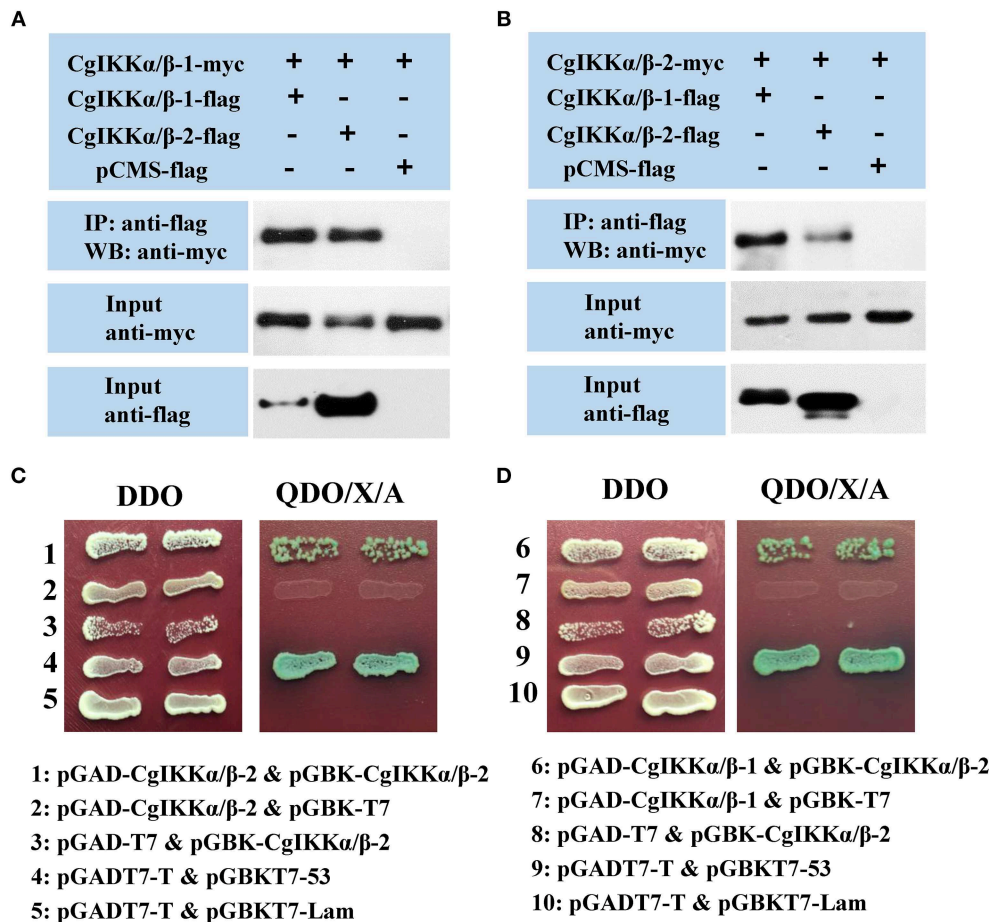 A
CgIKKα/β-1-myc + + +
CgIKKα/β-1-flag + - -
CgIKKα/β-2-flag - + -
pCMS-flag - - +
IP: anti-flag
WB: anti-myc
Input
anti-myc
Input
anti-flag
B
CgIKKα/β-2-myc + + +
CgIKKα/β-1-flag + - -
CgIKKα/β-2-flag - + -
pCMS-flag - - +
IP: anti-flag
WB: anti-myc
Input
anti-myc
Input
anti-flag
C
DDO QDO/X/A
1
2
3
4
5
1: pGAD-CgIKKα/β-2 & pGBK-CgIKKα/β-2
2: pGAD-CgIKKα/β-2 & pGBK-T7
3: pGAD-T7 & pGBK-CgIKKα/β-2
4: pGADT7-T & pGBKT7-53
5: pGADT7-T & pGBKT7-Lam
D
DDO QDO/X/A
6
7
8
9
10
6: pGAD-CgIKKα/β-1 & pGBK-CgIKKα/β-2
7: pGAD-CgIKKα/β-1 & pGBK-T7
8: pGAD-T7 & pGBK-CgIKKα/β-2
9: pGADT7-T & pGBKT7-53
10: pGADT7-T & pGBKT7-Lam